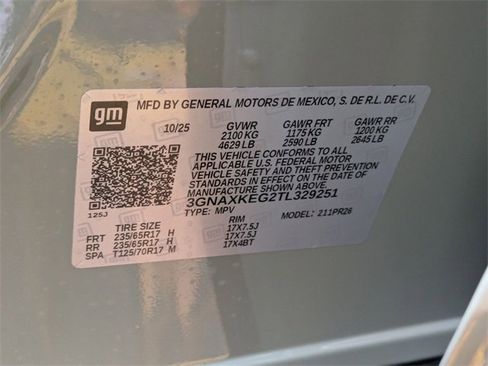 gm
MFD BY GENERAL MOTORS DE MEXICO, S. DE R.L. DE C.V.
10/25 GVWR GAWR FRT GAWR RR
2100 KG 1175 KG 1200 KG
4629 LB 2590 LB 2645 LB
THIS VEHICLE CONFORMS TO ALL
APPLICABLE U.S. FEDERAL MOTOR
VEHICLE SAFETY AND THEFT
PREVENTION STANDARDS IN EFFECT ON THE DATE OF
MANUFACTURE SHOWN ABOVE.
3GNAXKEG2TL329251
125J TYPE: MPV MODEL: 211PR26
TIRE SIZE RIM
FRT 235/65R17 H 17X7.5J
RR 235/65R17 H 17X7.5J
SPA T125/70R17 M 17X4BT